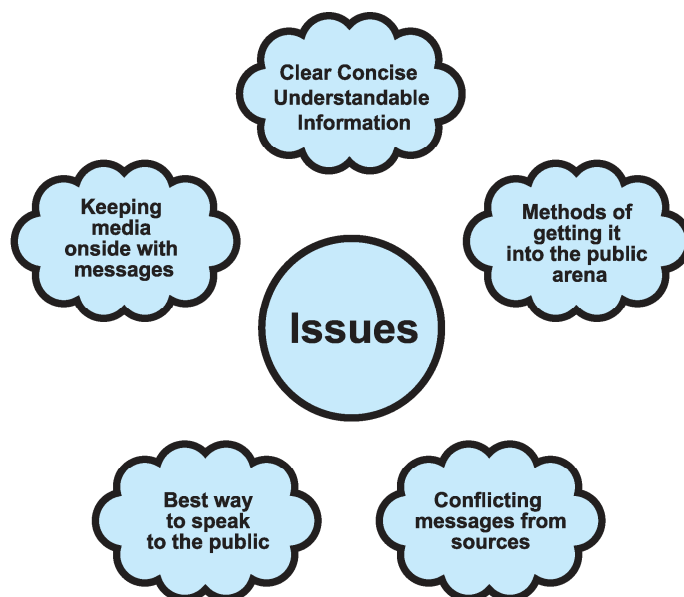 Clear Concise
Understandable
Information
Keeping
media
onside with
messages
Methods of
getting it
into the public
arena
Issues
Best way
to speak
to the public
Conflicting
messages from
sources